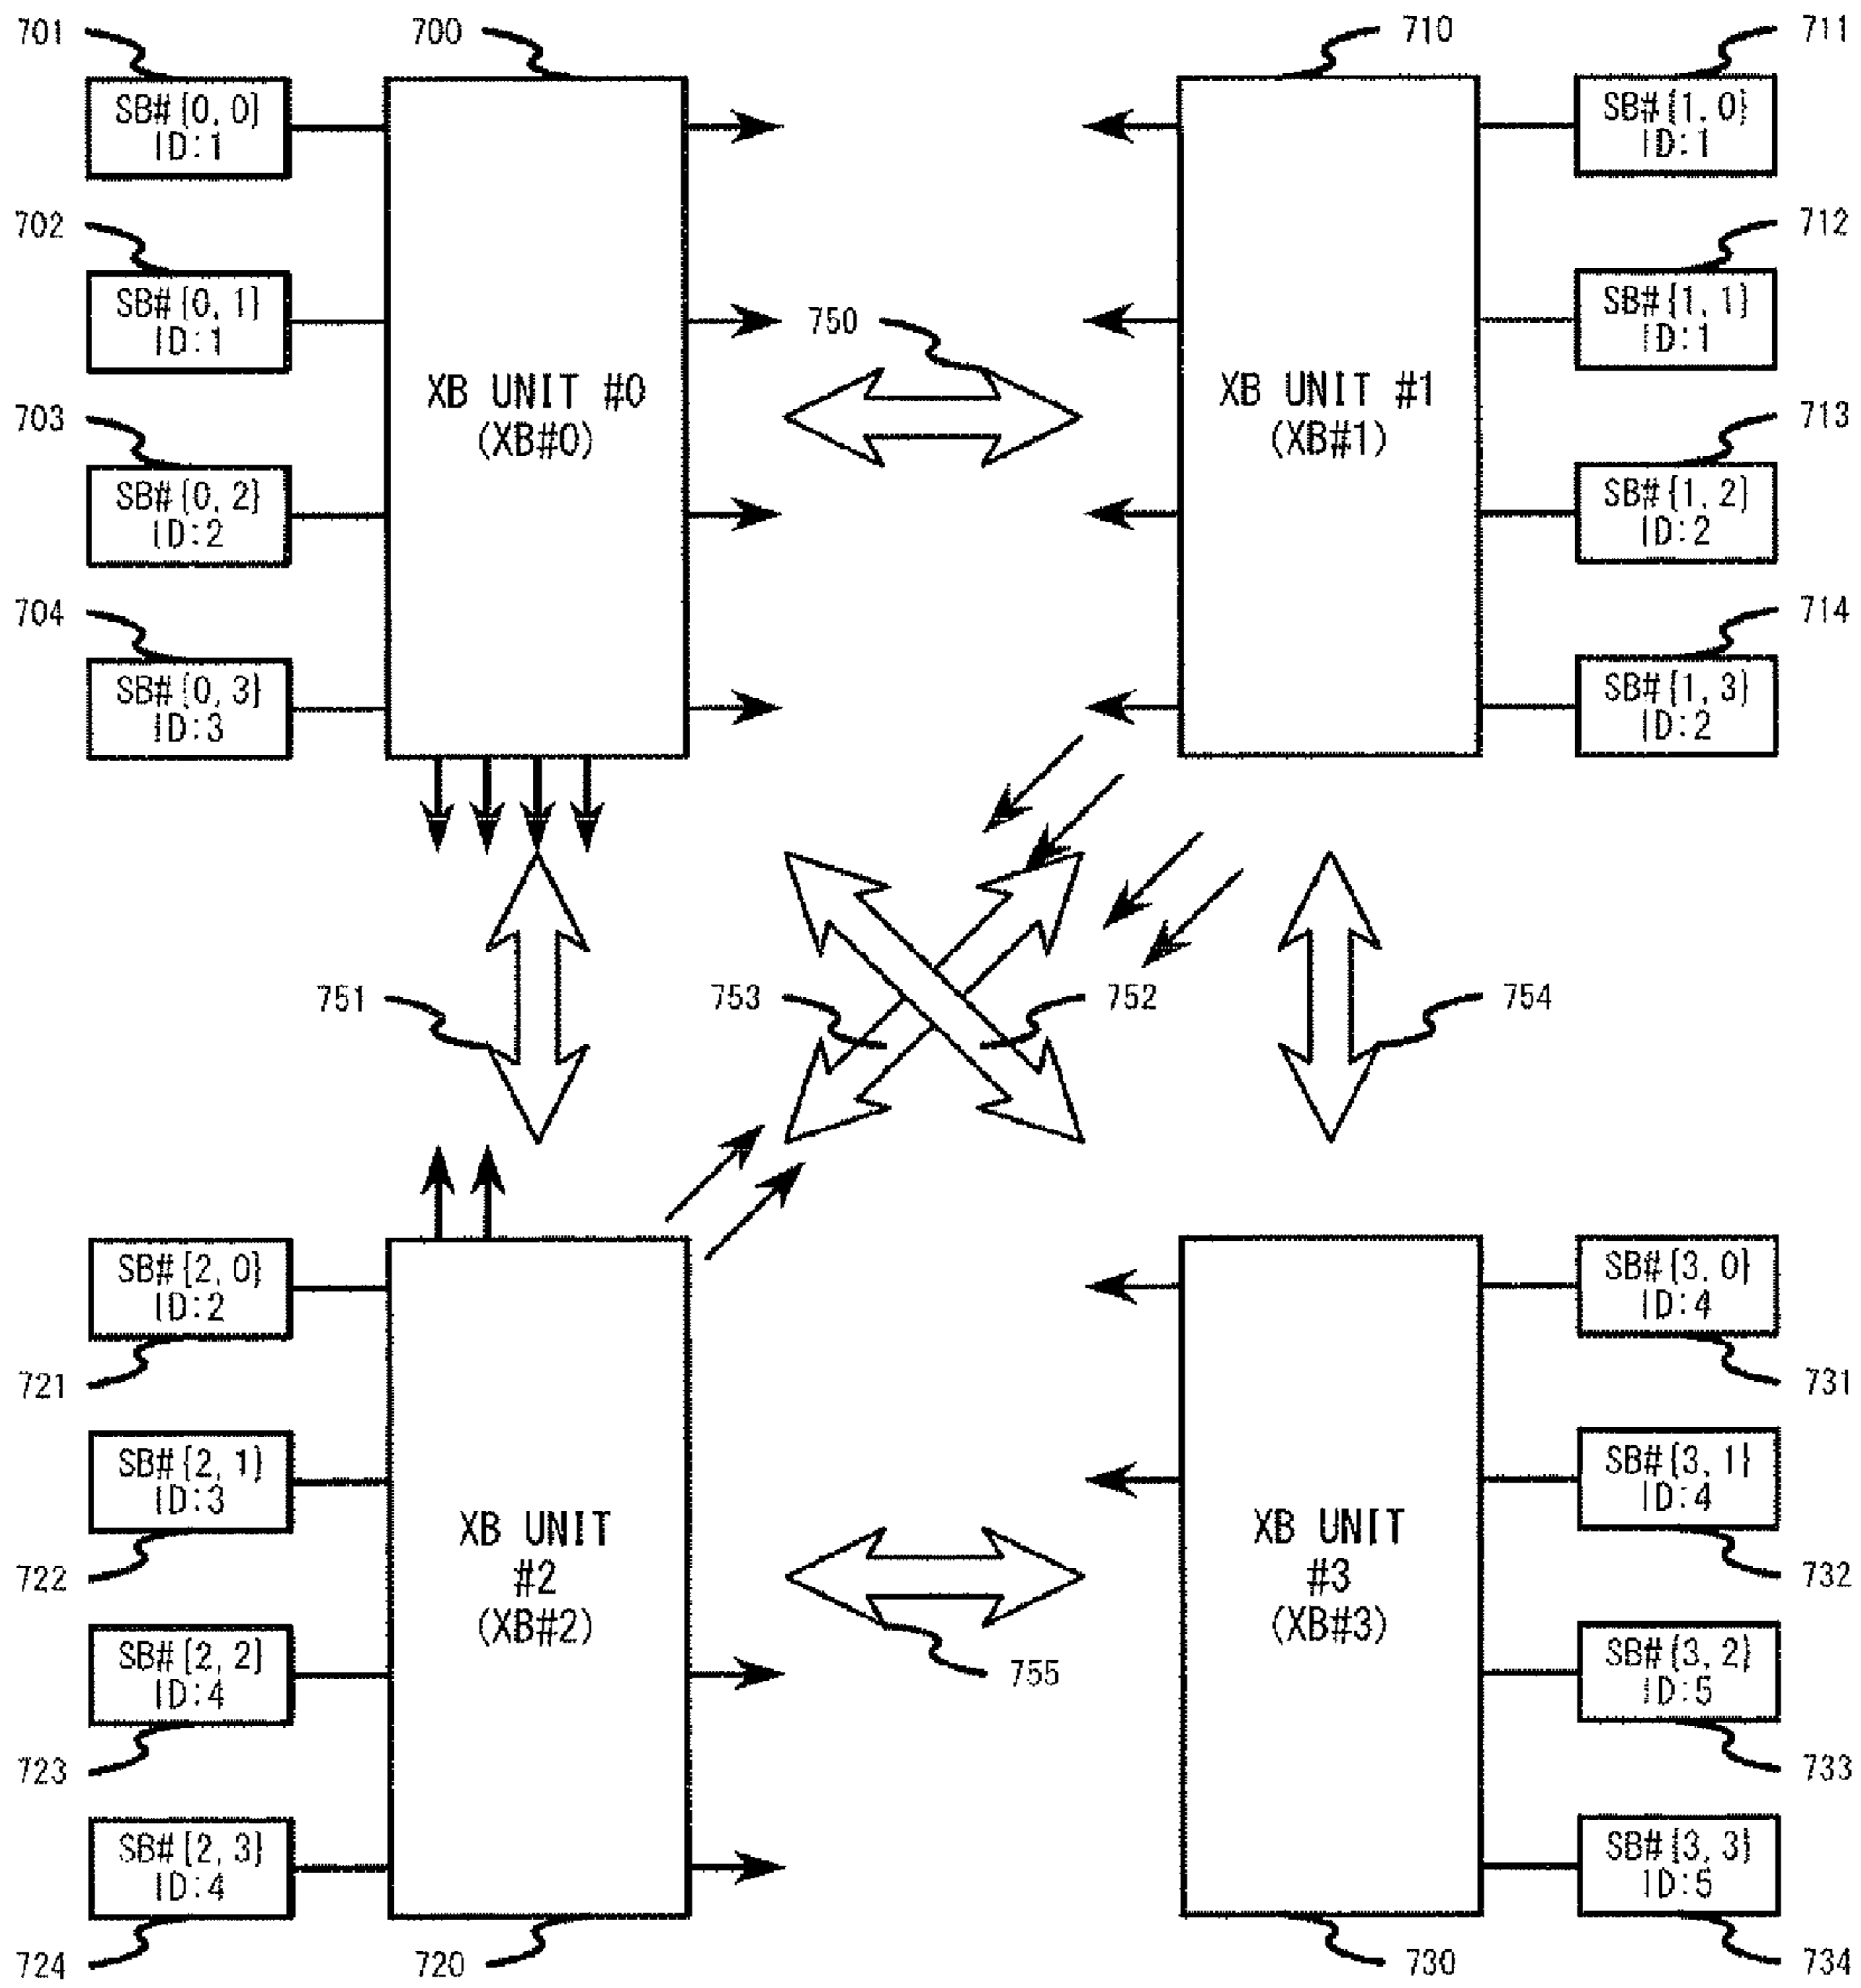 701
700
710
711
SB#{0, 0}
ID:1
SB#{1, 0}
ID:1
702
712
SB#{0, 1}
ID:1
750
SB#{1, 1}
ID:1
XB UNIT #0
(XB#0)
XB UNIT #1
(XB#1)
703
713
SB#{0, 2}
ID:2
SB#{1, 2}
ID:2
704
714
SB#{0, 3}
ID:3
SB#{1, 3}
ID:2
751
753
752
754
SB#{2, 0}
ID:2
SB#{3, 0}
ID:4
721
731
SB#{2, 1}
ID:3
SB#{3, 1}
ID:4
XB UNIT
#2
(XB#2)
XB UNIT
#3
(XB#3)
722
732
SB#{2, 2}
ID:4
755
SB#{3, 2}
ID:5
723
733
SB#{2, 3}
ID:4
SB#{3, 3}
ID:5
724
720
730
734